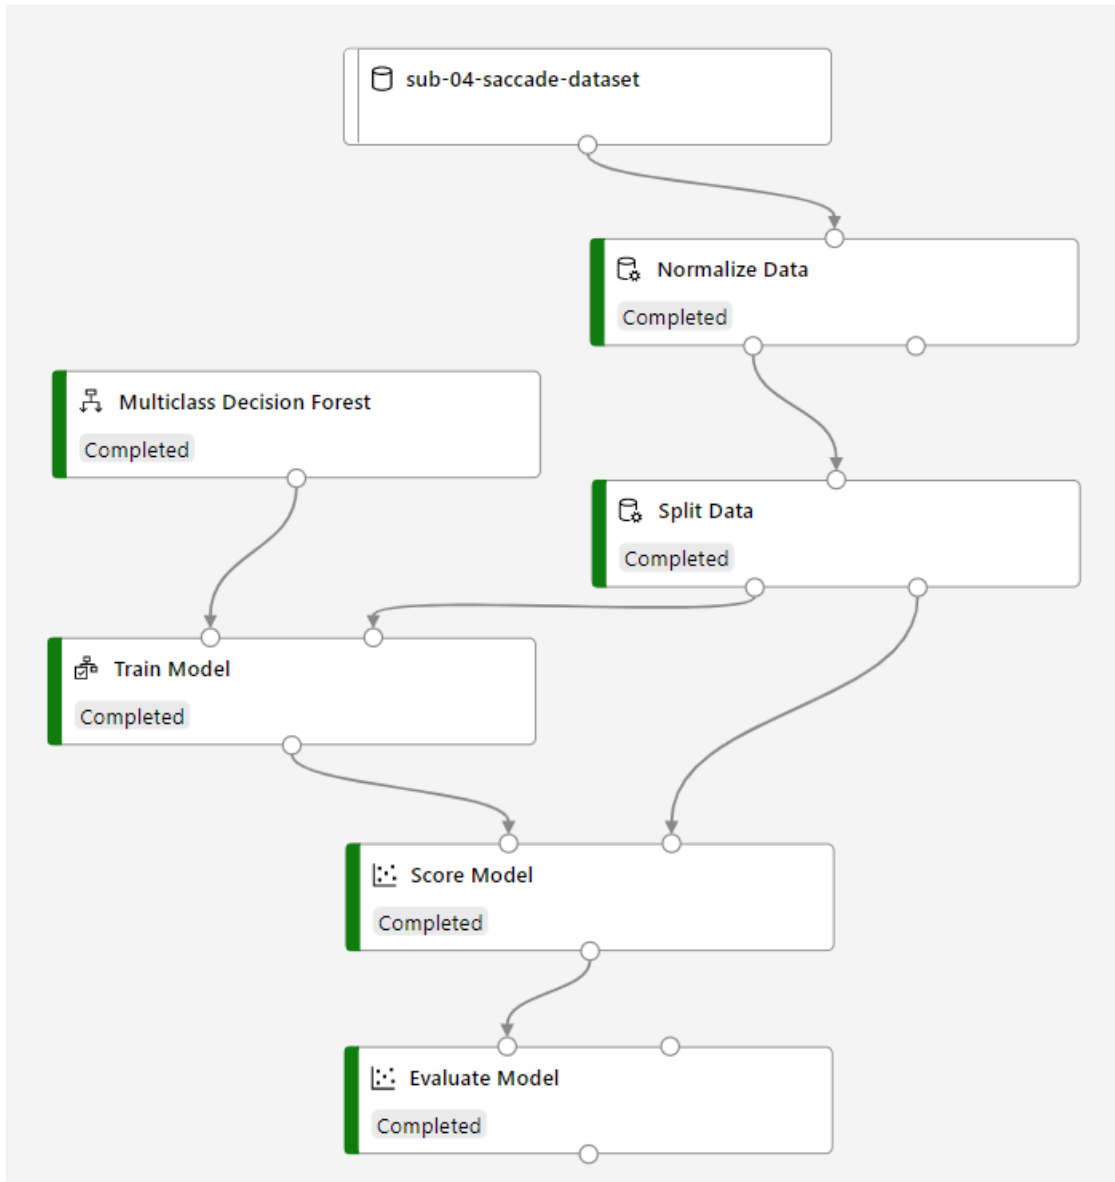 sub-04-saccade-dataset
Normalize Data
Completed
Multiclass Decision Forest
Completed
Split Data
Completed
Train Model
Completed
Score Model
Completed
Evaluate Model
Completed